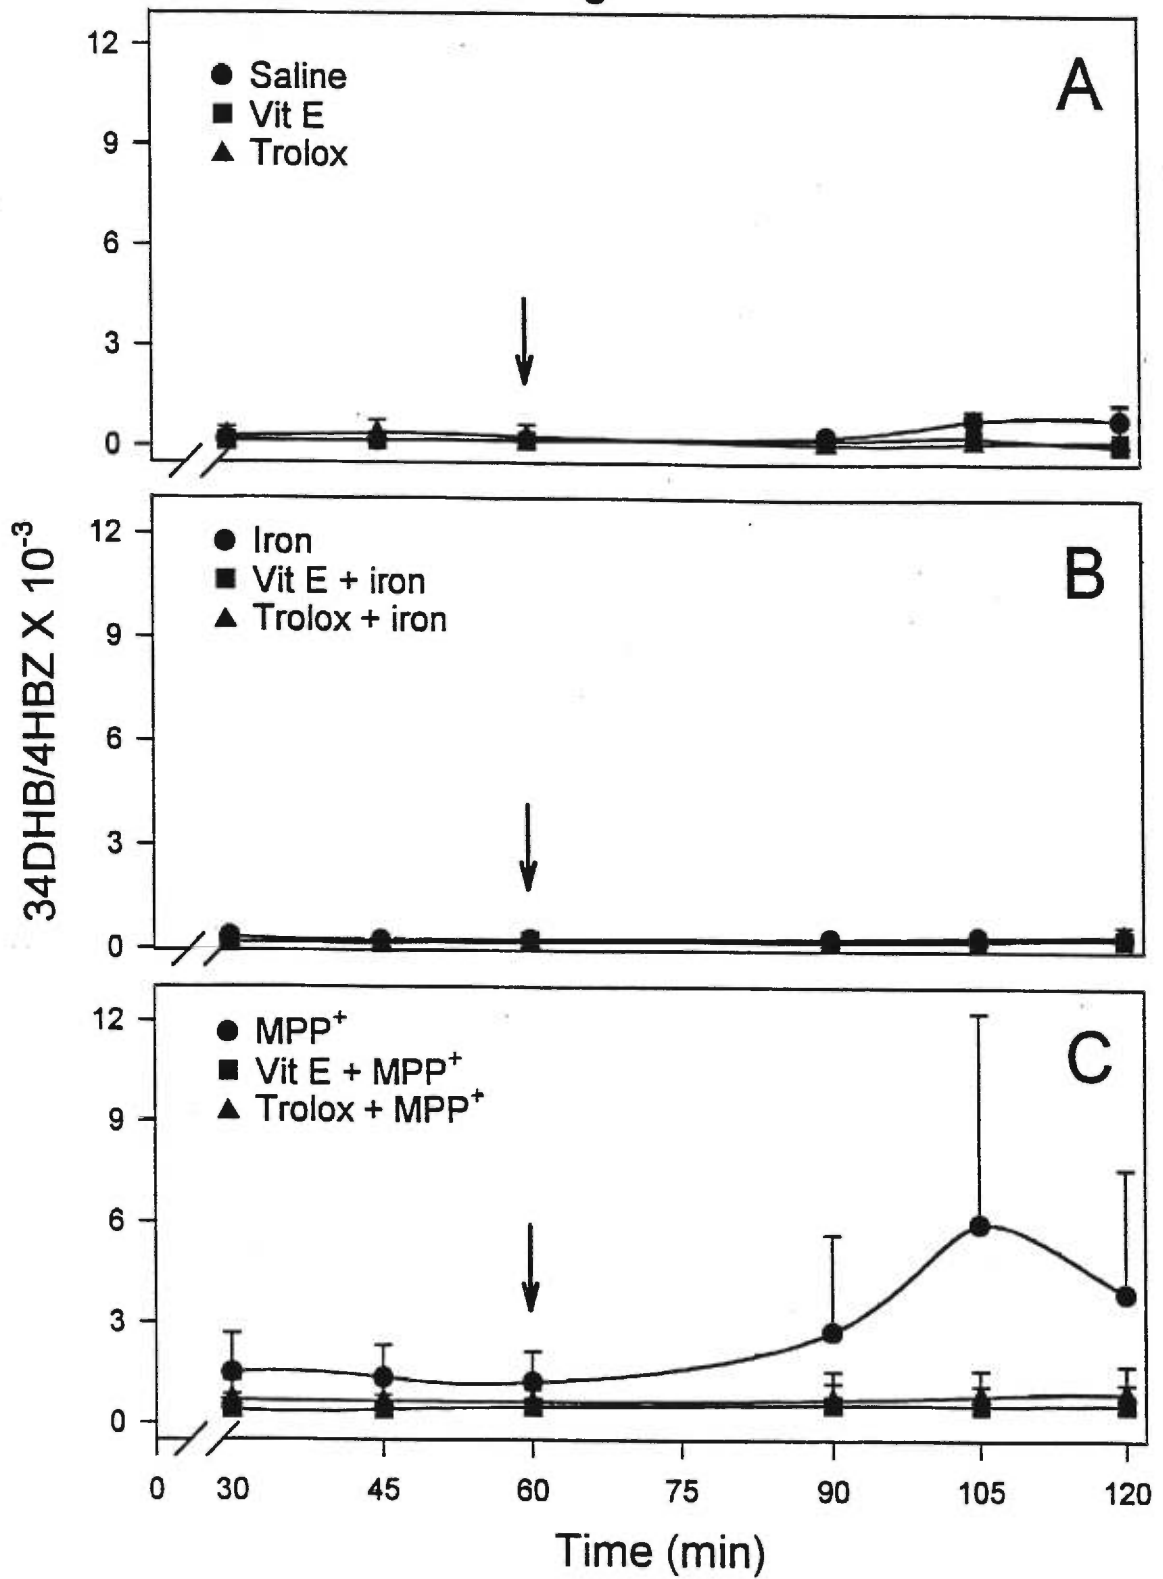 12
Saline
A
Vit E
9
Trolox
6
3
0
12
Iron
B
Vit E + iron
9
Trolox + iron
6
3
0
34DHB/4HBZ X 10⁻³
12
MPP⁺
C
Vit E + MPP⁺
9
Trolox + MPP⁺
6
3
0
0 30 45 60 75 90 105 120
Time (min)